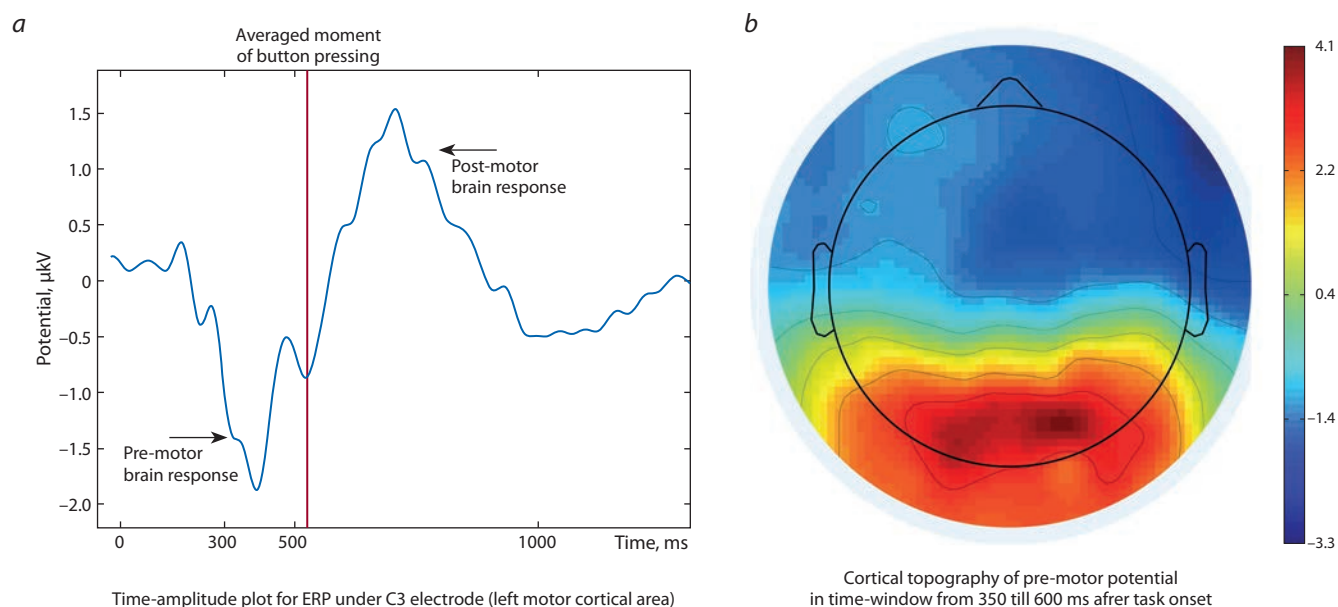 a
Averaged moment
of button pressing
1.5
1.0
0.5
0
–0.5
–1.0
–1.5
–2.0
Potential, μkV
Post-motor
brain response
Pre-motor
brain response
0
300
500
1000
Time, ms
Time-amplitude plot for ERP under C3 electrode (left motor cortical area)
b
4.1
2.2
0.4
–1.4
–3.3
Cortical topography of pre-motor potential
in time-window from 350 till 600 ms afrer task onset